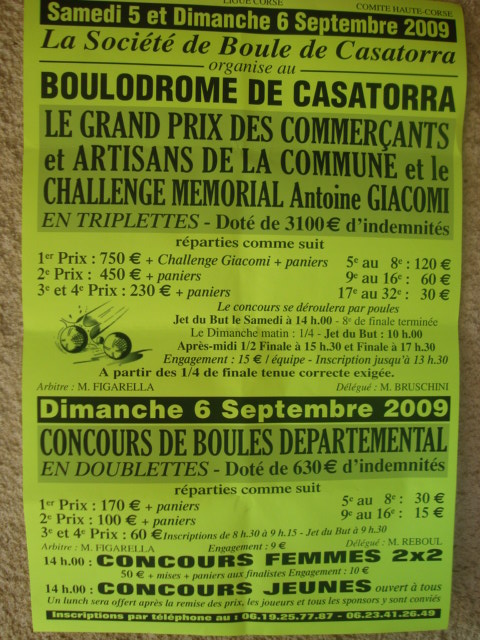 LIGUE CORSE COMITE HAUTE-CORSE
Samedi 5 et Dimanche 6 Septembre 2009
La Société de Boule de Casatorra
organise au
BOULODROME DE CASATORRA
LE GRAND PRIX DES COMMERÇANTS
et ARTISANS DE LA COMMUNE et le
CHALLENGE MEMORIAL Antoine GIACOMI
EN TRIPLETTES - Doté de 3100 € d'indemnités
réparties comme suit
1er Prix : 750 € + Challenge Giacomi + paniers 5e au 8e : 120 €
2e Prix : 450 € + paniers 9e au 16e : 60 €
3e et 4e Prix : 230 € + paniers 17e au 32e : 30 €
Le concours se déroulera par poules
Jet du But le Samedi à 14 h.00 - 8e de finale terminée
Le Dimanche matin : 1/4 - Jet du But : 10 h.00
Après-midi 1/2 Finale à 15 h.30 et Finale à 17 h.30
Engagement : 15 € / équipe - Inscription jusqu'à 13 h.30
A partir des 1/4 de finale tenue correcte exigée.
Arbitre : M. FIGARELLA Délégué : M. BRUSCHINI
Dimanche 6 Septembre 2009
CONCOURS DE BOULES DEPARTEMENTAL
EN DOUBLETTES - Doté de 630 € d'indemnités
réparties comme suit
1er Prix : 170 € + paniers 5e au 8e : 30 €
2e Prix : 100 € + paniers 9e au 16e : 15 €
3e et 4e Prix : 60 € Inscriptions de 8 h.30 à 9 h.15 - Jet du But à 9 h.30
Arbitre : M. FIGARELLA Engagement : 9 € Délégué : M. REBOUL
14 h.00 : CONCOURS FEMMES 2x2
50 € + mises + paniers aux finalistes Engagement : 10 €
14 h.00 : CONCOURS JEUNES ouvert à tous
Un lunch sera offert après la remise des prix, les joueurs et tous les sponsors y sont conviés
Inscriptions par téléphone au : 06.19.25.77.87 - 06.23.41.26.49